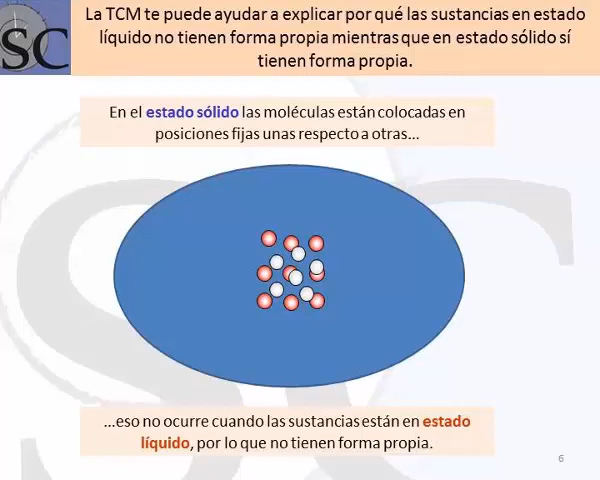 SC
La TCM te puede ayudar a explicar por qué las sustancias en estado
líquido no tienen forma propia mientras que en estado sólido sí
tienen forma propia.
En el estado sólido las moléculas están colocadas en
posiciones fijas unas respecto a otras...
...eso no ocurre cuando las sustancias están en estado
líquido, por lo que no tienen forma propia.
6